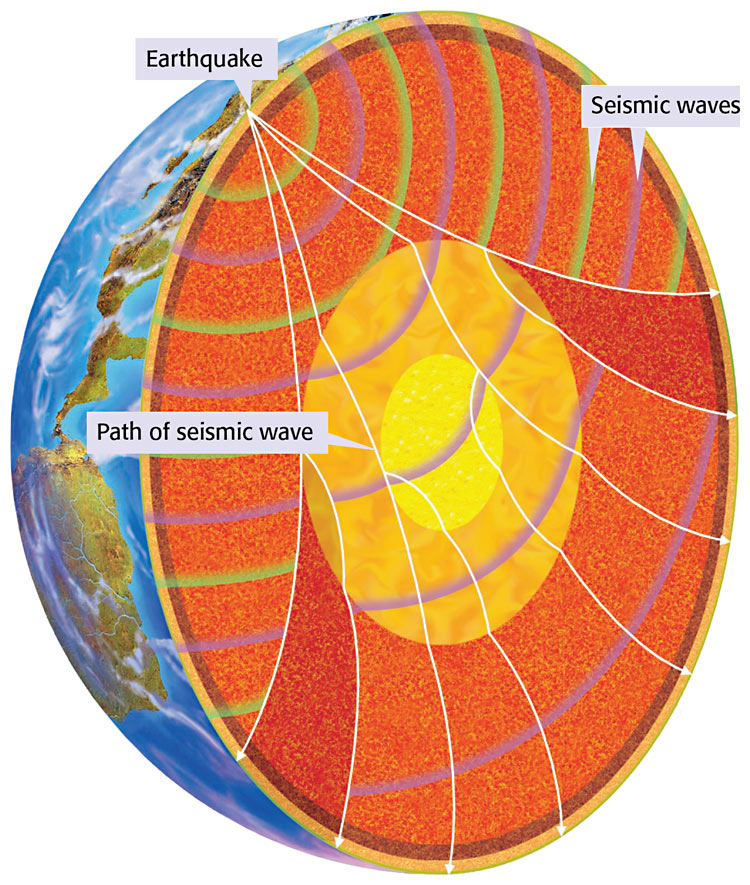 Earthquake
Seismic waves
Path of seismic wave